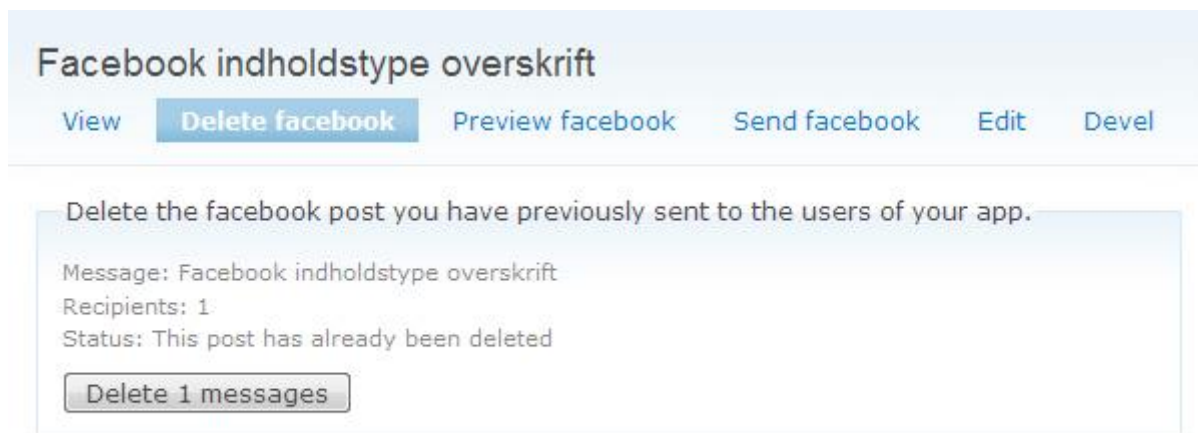 Facebook indholdstype overskrift
View Delete facebook Preview facebook Send facebook Edit Devel
Delete the facebook post you have previously sent to the users of your app.
Message: Facebook indholdstype overskrift
Recipients: 1
Status: This post has already been deleted
Delete 1 messages